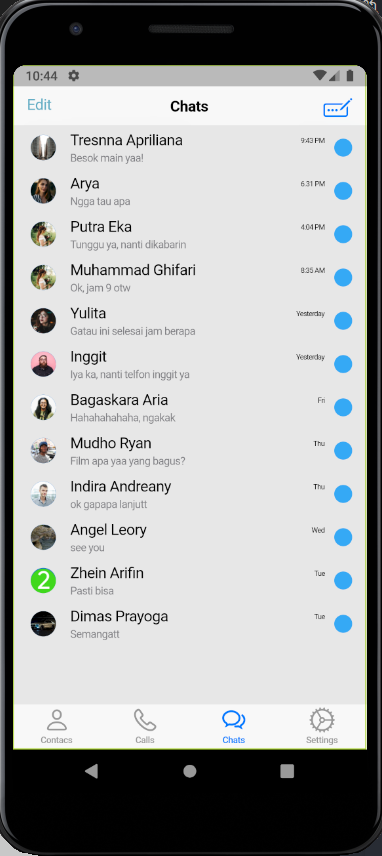 10:44
Edit
Chats
Tresnna Apriliana
9:43 PM
Besok main yaa!
Arya
6.31 PM
Ngga tau apa
Putra Eka
4:04 PM
Tunggu ya, nanti dikabarin
Muhammad Ghifari
8:35 AM
Ok, jam 9 otw
Yulita
Yesterday
Gatau ini selesai jam berapa
Inggit
Yesterday
Iya ka, nanti telfon inggit ya
Bagaskara Aria
Fri
Hahahahahaha, ngakak
Mudho Ryan
Thu
Film apa yaa yang bagus?
Indira Andreany
Thu
ok gapapa lanjutt
Angel Leory
Wed
see you
2
Zhein Arifin
Tue
Pasti bisa
Dimas Prayoga
Tue
Semangatt
Contacs
Calls
Chats
Settings